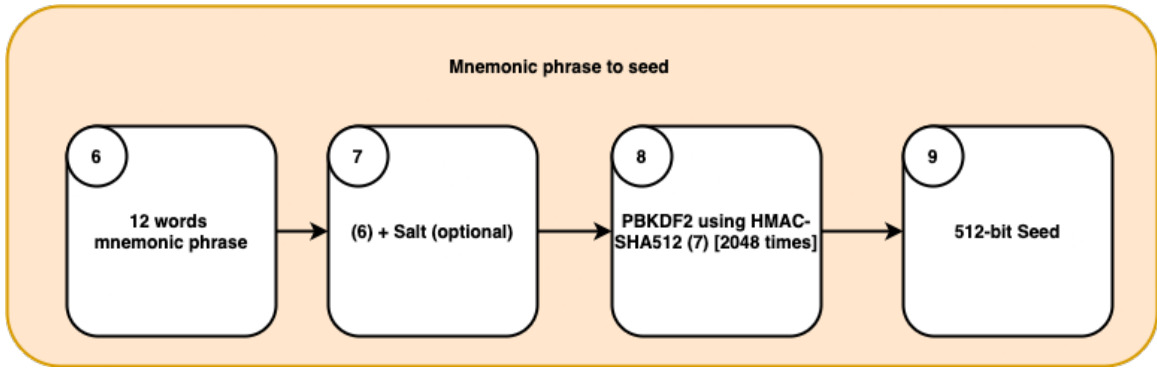 Mnemonic phrase to seed
6
12 words
mnemonic phrase
7
(6) + Salt (optional)
8
PBKDF2 using HMAC-
SHA512 (7) [2048 times]
9
512-bit Seed